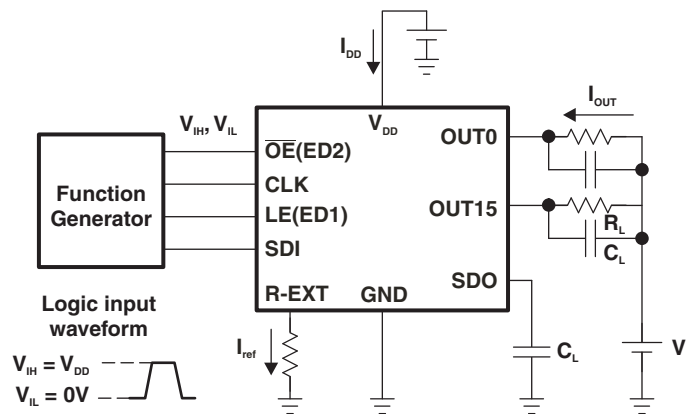 I_DD
I_OUT
V_IH, V_IL
V_DD
OUT0
OE(ED2)
Function
Generator
CLK
LE(ED1)
OUT15
R_L
SDI
C_L
SDO
R-EXT
GND
Logic input
waveform
I_ref
V_IH = V_DD
C_L
V
V_IL = 0V